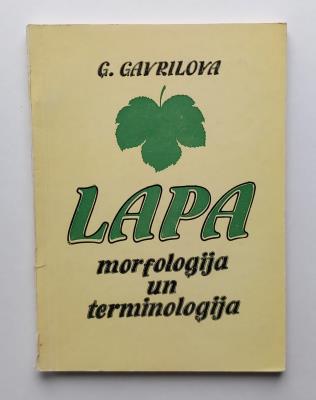 Ģ. GAVRILOVA
LAPA
morfoloģija
un
terminoloģija